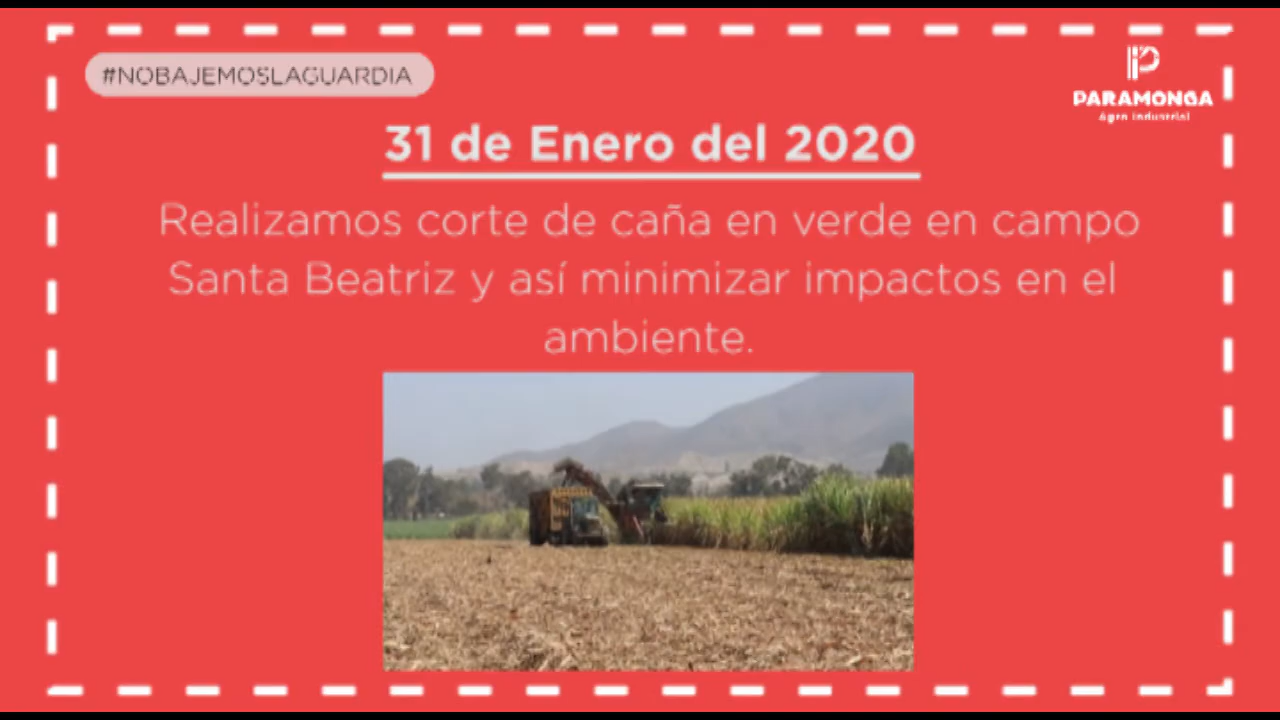 #NOBAJEMOSLAGUARDIA
PARAMONGA
Agro Industrial
31 de Enero del 2020
Realizamos corte de caña en verde en campo
Santa Beatriz y así minimizar impactos en el
ambiente.